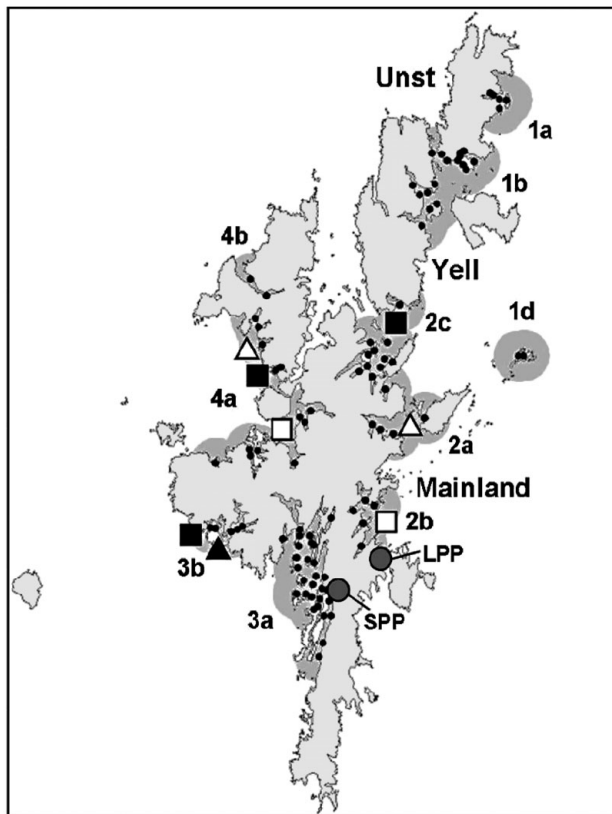 Unst
1a
1b
4b
Yell
1d
2c
4a
2a
Mainland
2b
LPP
3b
3a
SPP